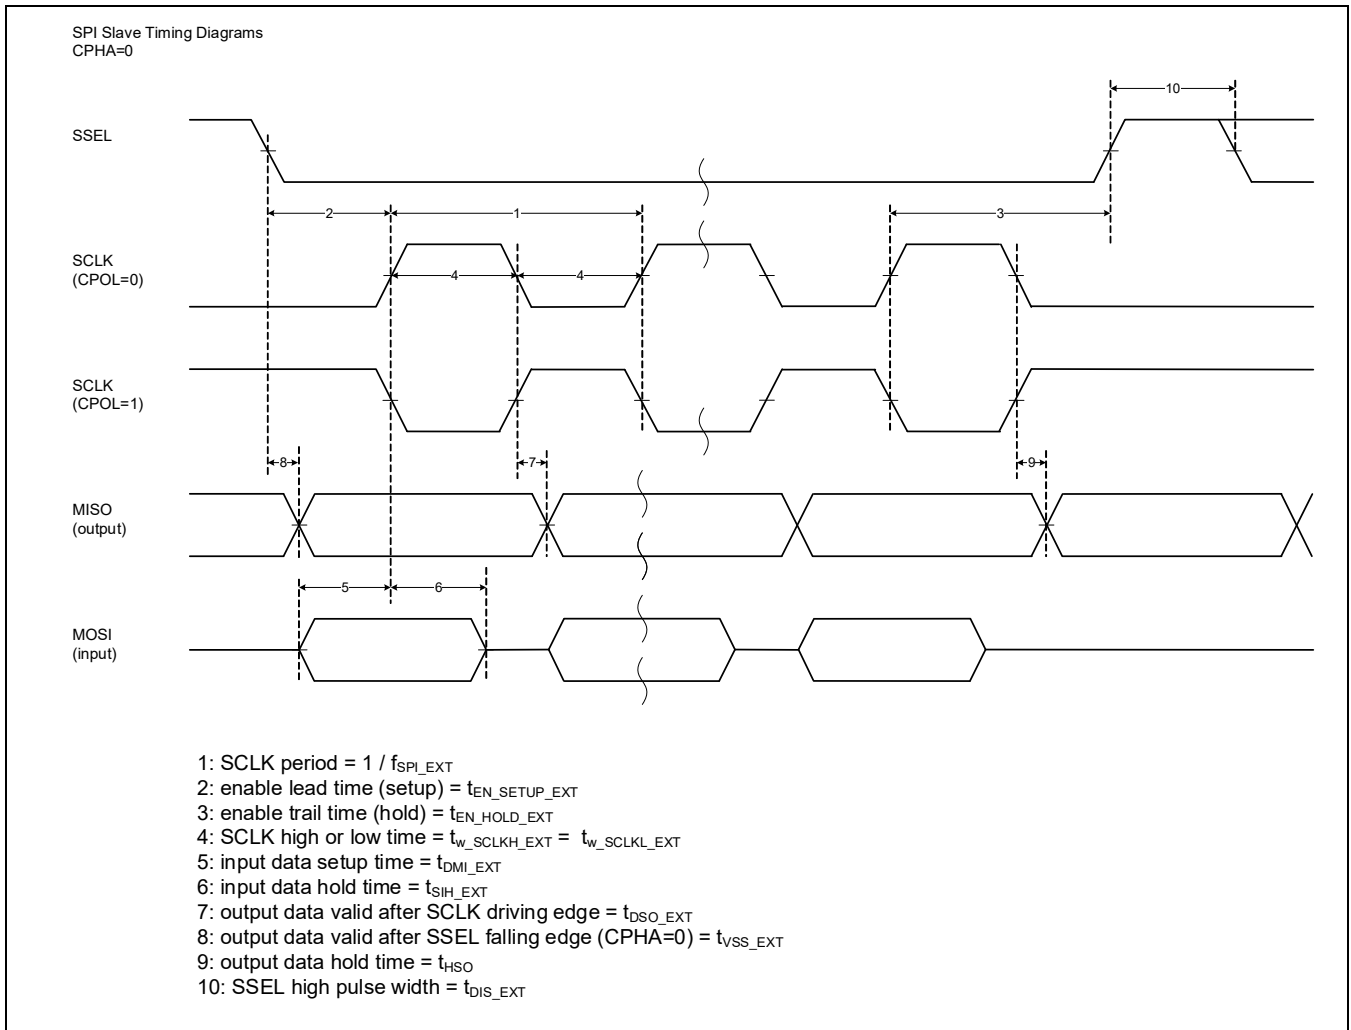 SPI Slave Timing Diagrams
CPHA=0
10
SSEL
2
1
3
SCLK
(CPOL=0)
4
4
SCLK
(CPOL=1)
8
7
9
MISO
(output)
5
6
MOSI
(input)
1: SCLK period = 1 / fSPI_EXT
2: enable lead time (setup) = tEN_SETUP_EXT
3: enable trail time (hold) = tEN_HOLD_EXT
4: SCLK high or low time = tw_SCLKH_EXT = tw_SCLKL_EXT
5: input data setup time = tDMI_EXT
6: input data hold time = tSIH_EXT
7: output data valid after SCLK driving edge = tDSO_EXT
8: output data valid after SSEL falling edge (CPHA=0) = tVSS_EXT
9: output data hold time = tHSO
10: SSEL high pulse width = tDIS_EXT